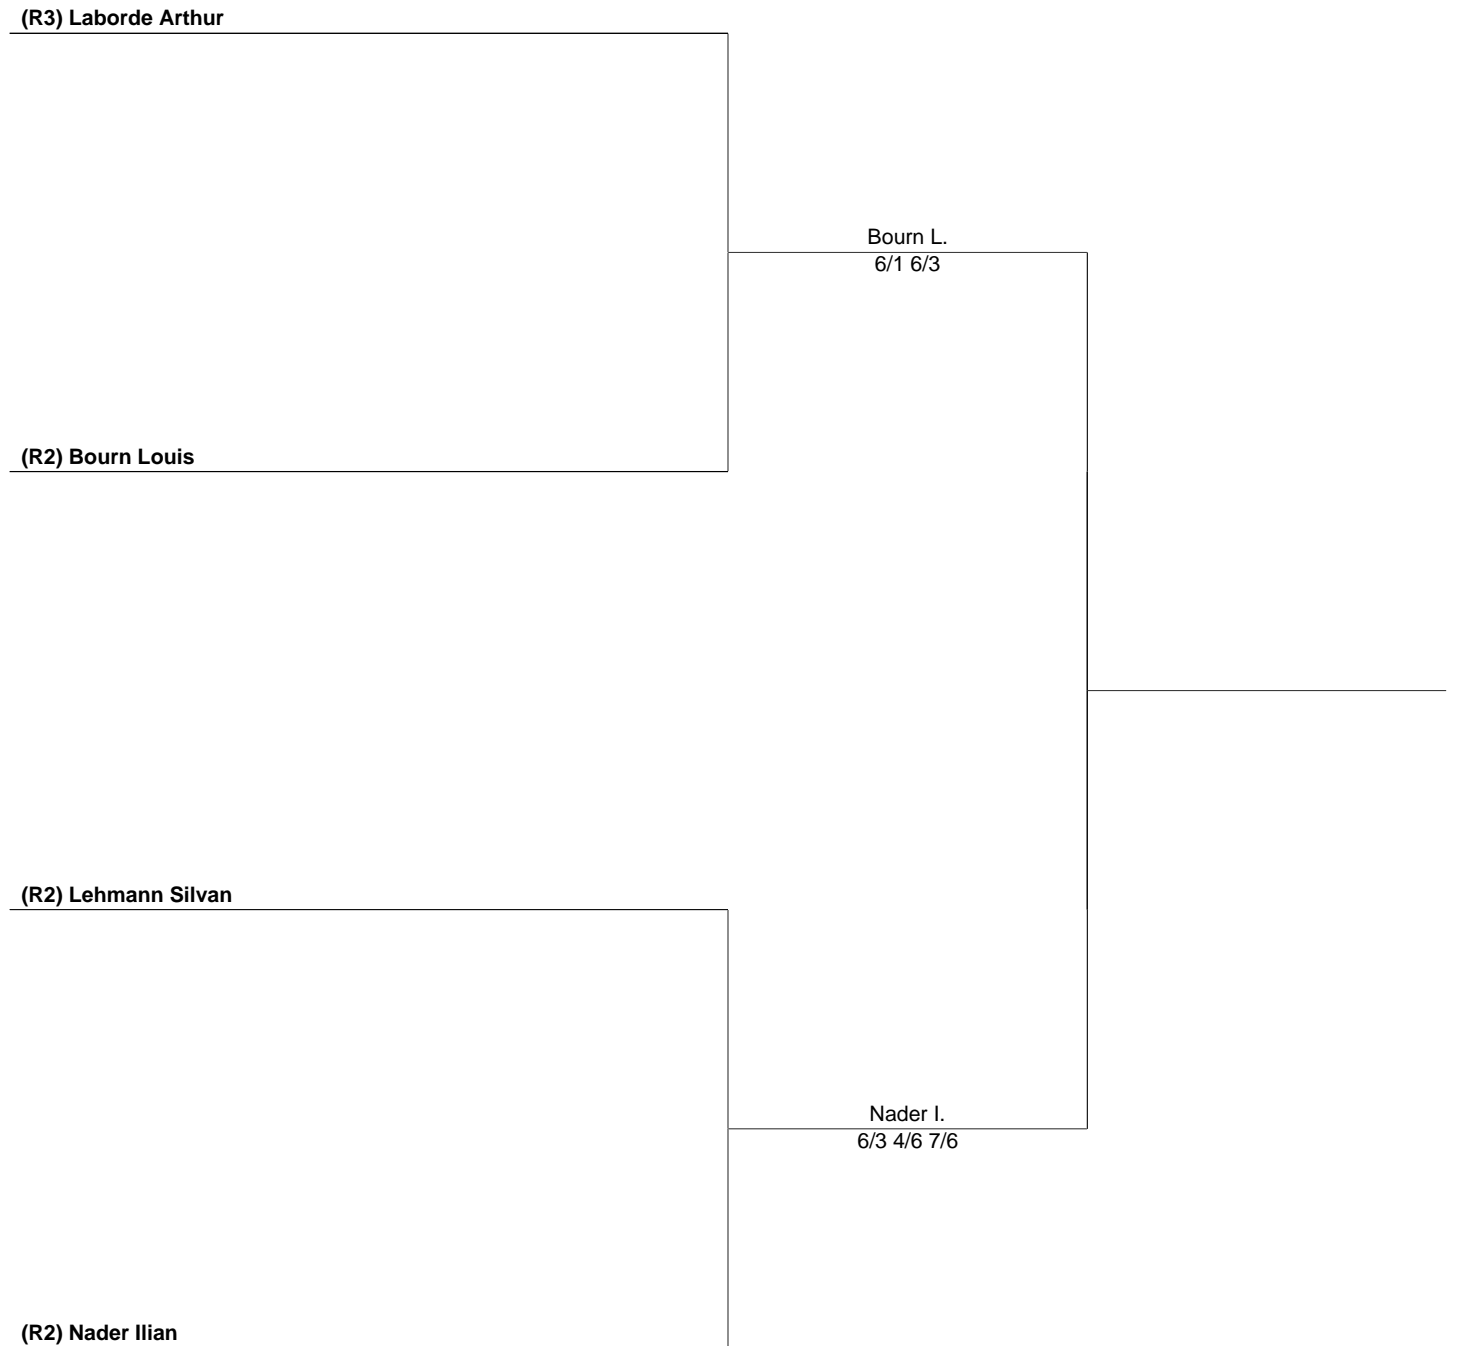 (R3) Laborde Arthur
Bourn L.
6/1 6/3
(R2) Bourn Louis
(R2) Lehmann Silvan
Nader I.
6/3 4/6 7/6
(R2) Nader Ilian